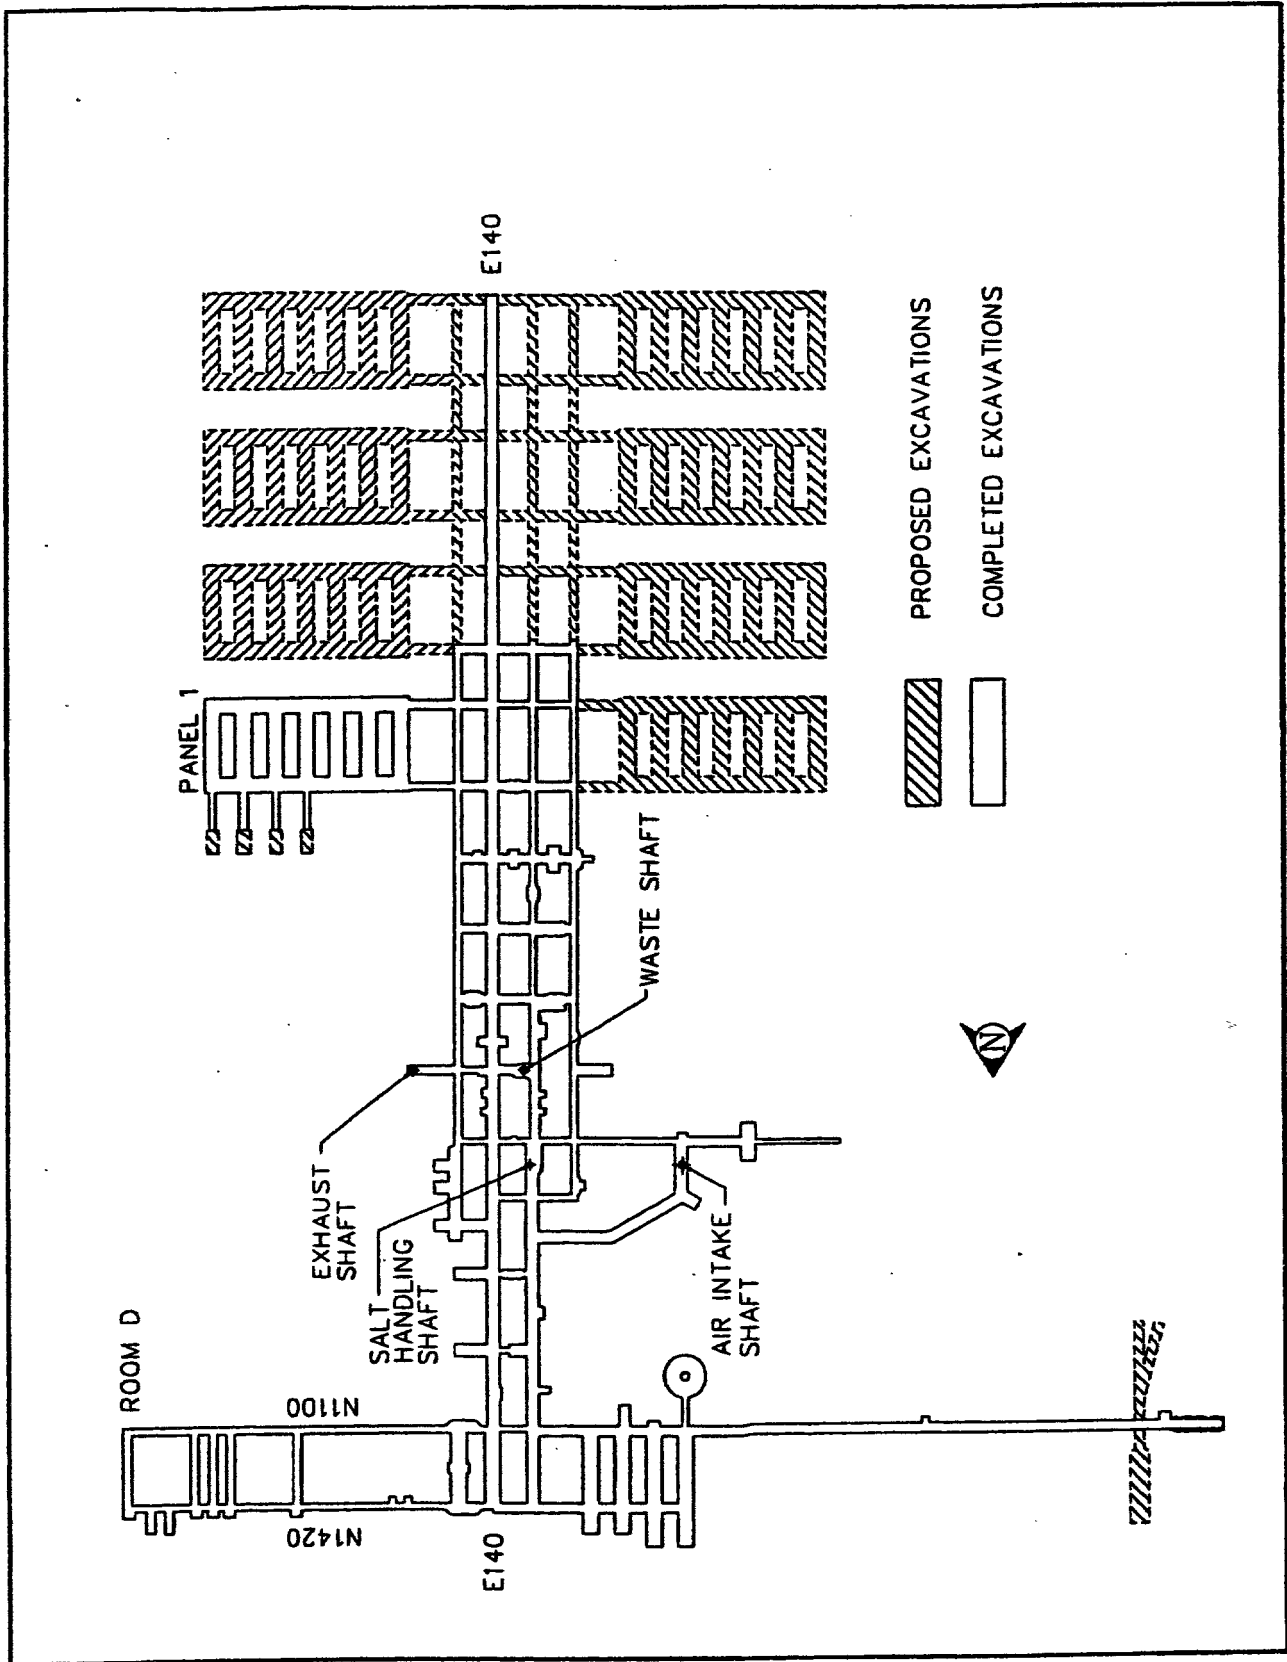 E140
PANEL 1
PROPOSED EXCAVATIONS
COMPLETED EXCAVATIONS
WASTE SHAFT
N
EXHAUST
SHAFT
SALT
HANDLING
SHAFT
AIR INTAKE
SHAFT
ROOM D
N1100
N1420
E140